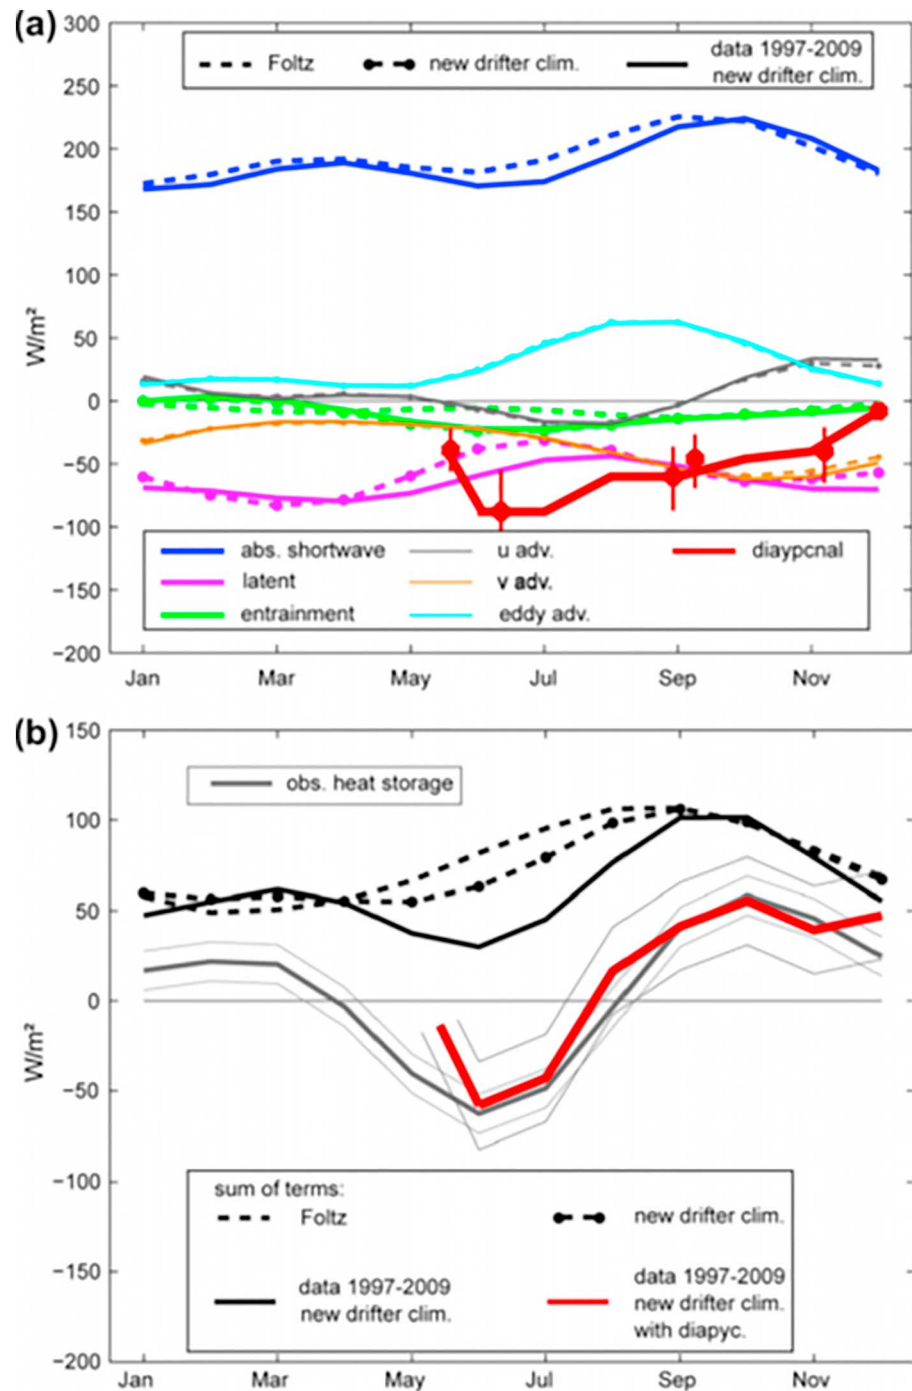 (a)
300
250
200
150
100
50
0
−50
−100
−150
−200
W/m²
Foltz
new drifter clim.
data 1997-2009
new drifter clim.
abs. shortwave
latent
entrainment
u adv.
v adv.
eddy adv.
diaypcnal
Jan Mar May Jul Sep Nov
(b)
150
100
50
0
−50
−100
−150
−200
W/m²
obs. heat storage
sum of terms:
Foltz
new drifter clim.
data 1997-2009
new drifter clim.
data 1997-2009
new drifter clim.
with diapyc.
Jan Mar May Jul Sep Nov